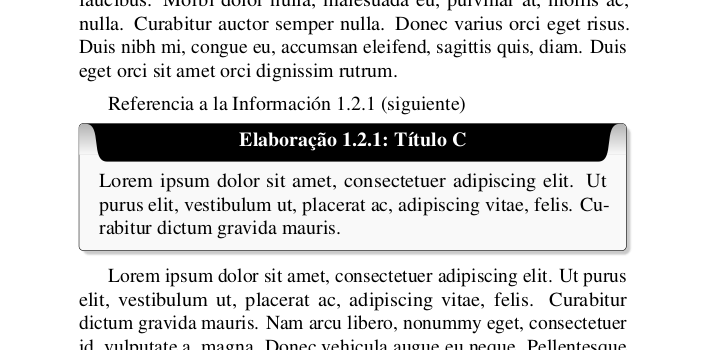 faucibus. Morbi dolor nulla, malesuada eu, pulvinar at, mollis ac,
nulla. Curabitur auctor semper nulla. Donec varius orci eget risus.
Duis nibh mi, congue eu, accumsan eleifend, sagittis quis, diam. Duis
eget orci sit amet orci dignissim rutrum.
Referencia a la Información 1.2.1 (siguiente)
Elaboração 1.2.1: Título C
Lorem ipsum dolor sit amet, consectetuer adipiscing elit. Ut
purus elit, vestibulum ut, placerat ac, adipiscing vitae, felis. Cu-
rabitur dictum gravida mauris.
Lorem ipsum dolor sit amet, consectetuer adipiscing elit. Ut purus
elit, vestibulum ut, placerat ac, adipiscing vitae, felis. Curabitur
dictum gravida mauris. Nam arcu libero, nonummy eget, consectetuer
id, vulputate a, magna. Donec vehicula augue eu neque. Pellentesque